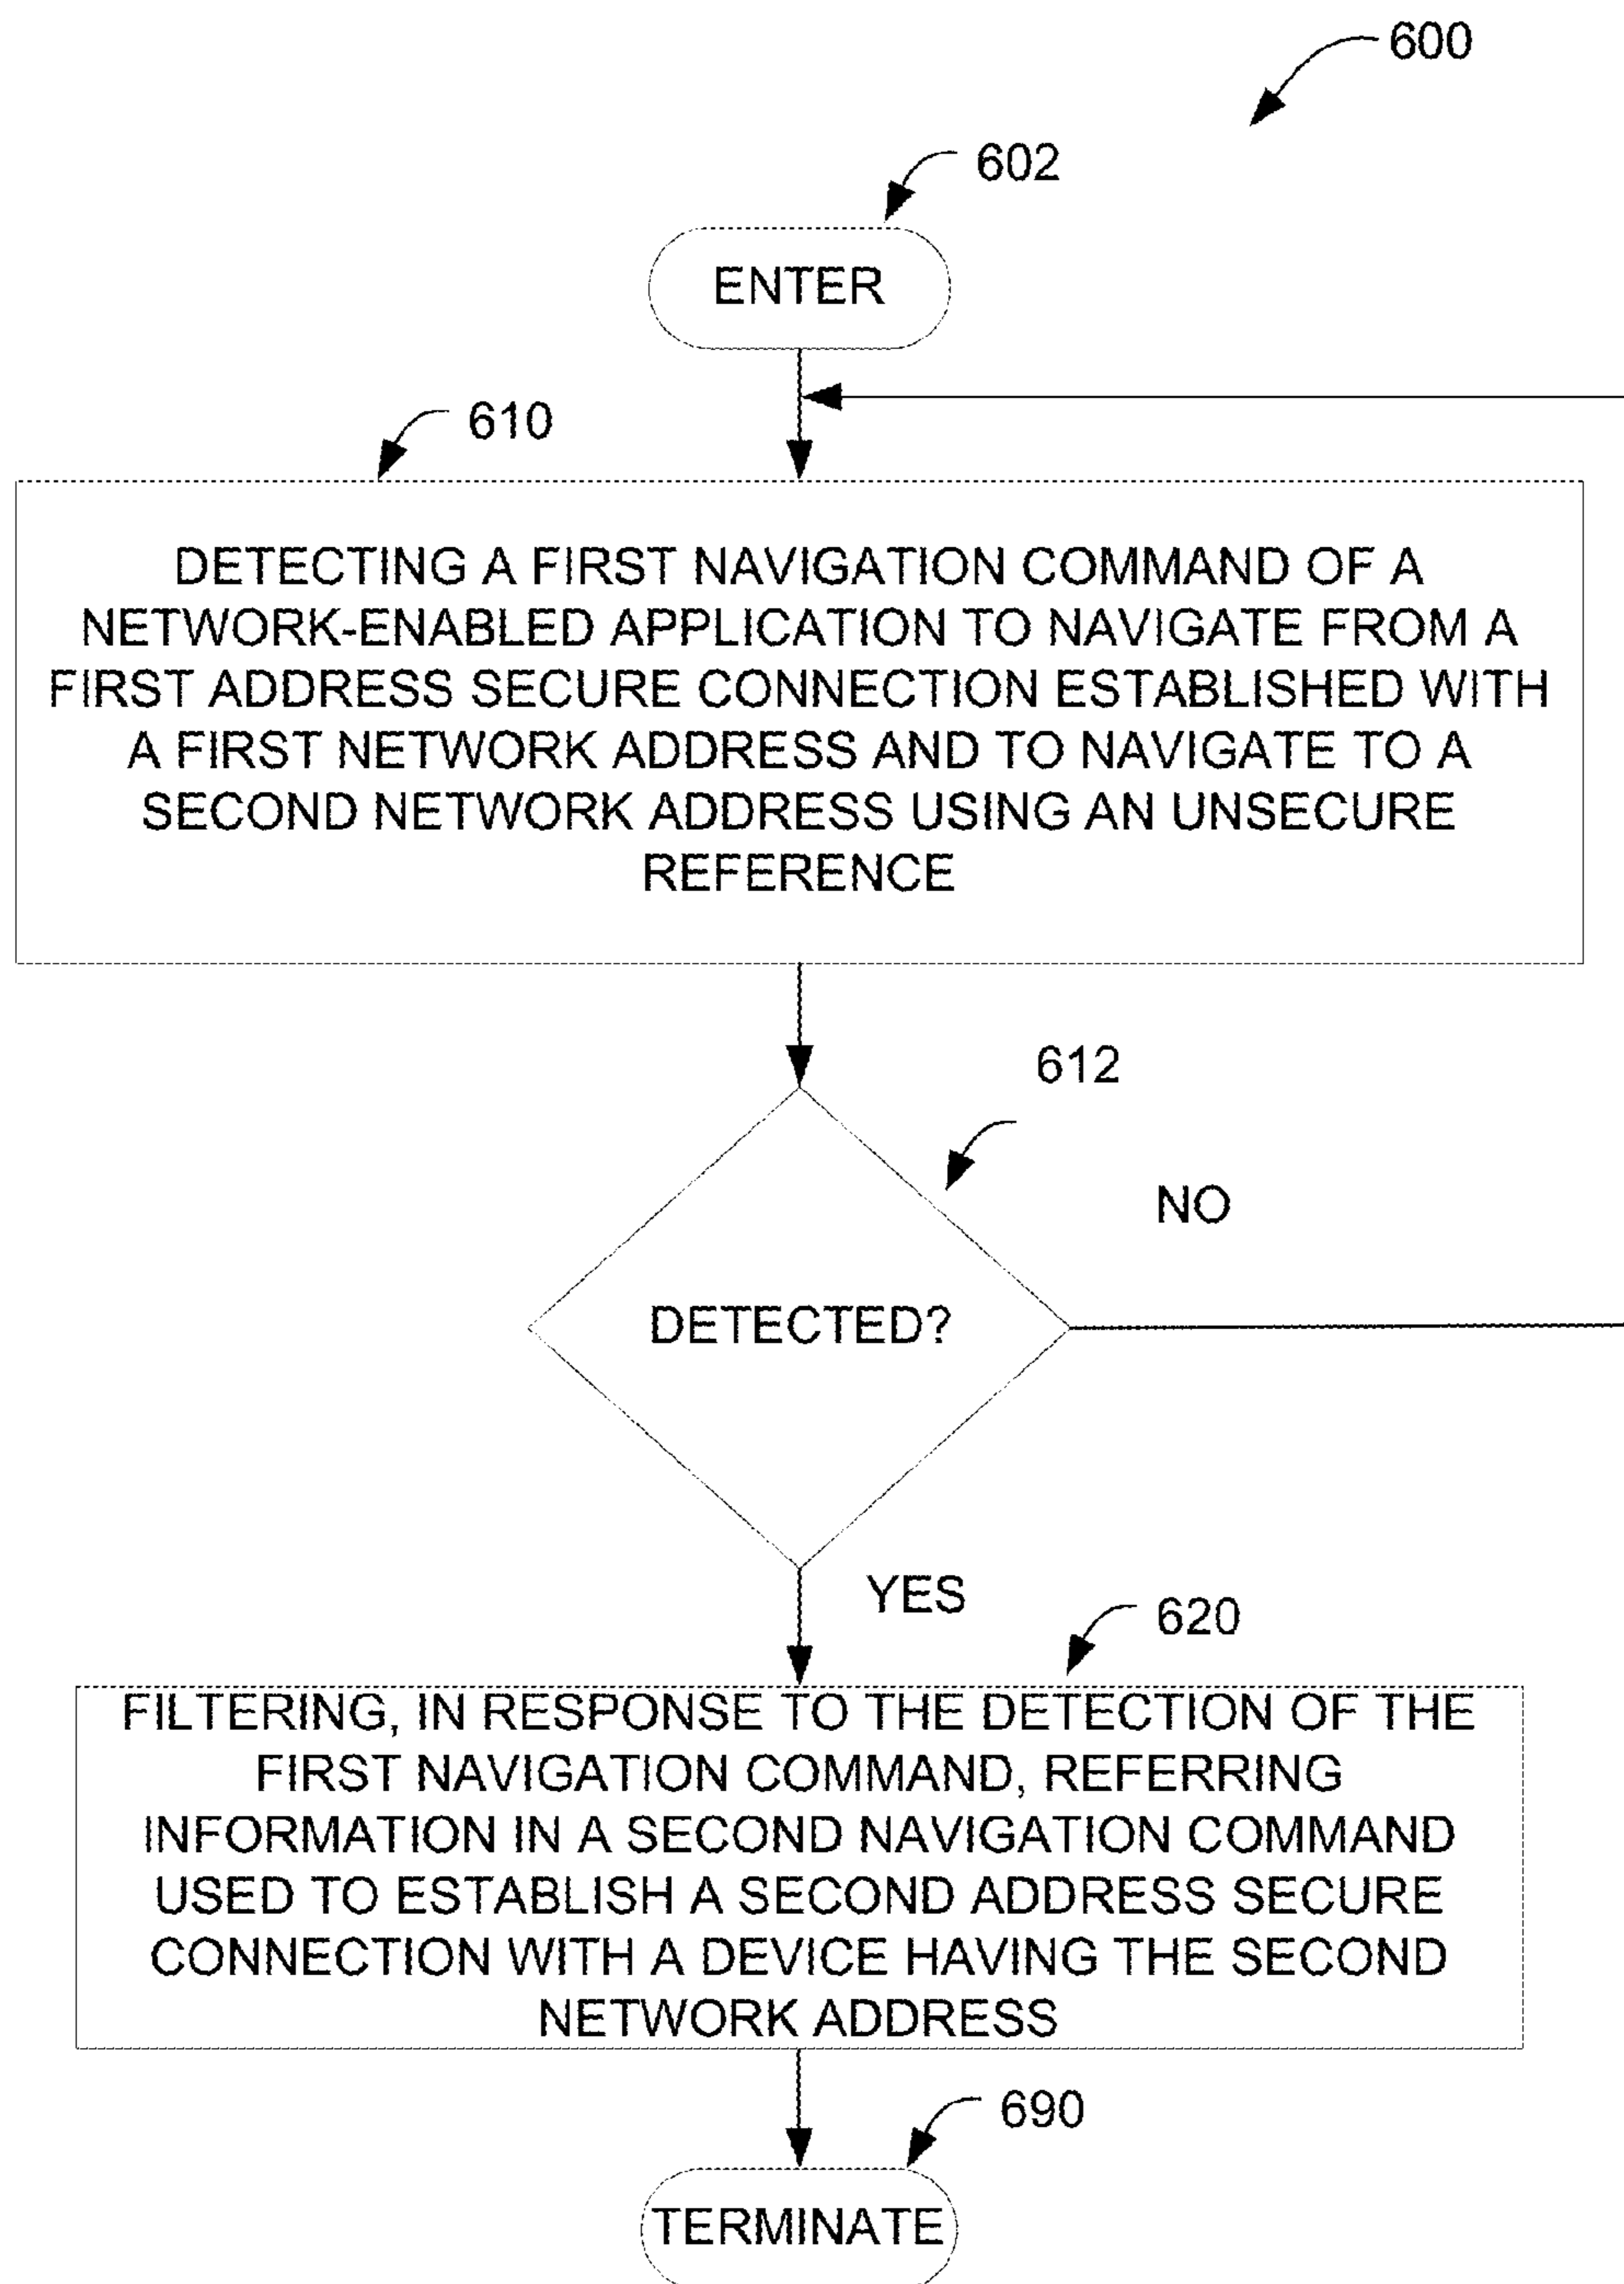 600
602
ENTER
610
DETECTING A FIRST NAVIGATION COMMAND OF A
NETWORK-ENABLED APPLICATION TO NAVIGATE FROM A
FIRST ADDRESS SECURE CONNECTION ESTABLISHED WITH
A FIRST NETWORK ADDRESS AND TO NAVIGATE TO A
SECOND NETWORK ADDRESS USING AN UNSECURE
REFERENCE
612
NO
DETECTED?
YES
620
FILTERING, IN RESPONSE TO THE DETECTION OF THE
FIRST NAVIGATION COMMAND, REFERRING
INFORMATION IN A SECOND NAVIGATION COMMAND
USED TO ESTABLISH A SECOND ADDRESS SECURE
CONNECTION WITH A DEVICE HAVING THE SECOND
NETWORK ADDRESS
690
TERMINATE